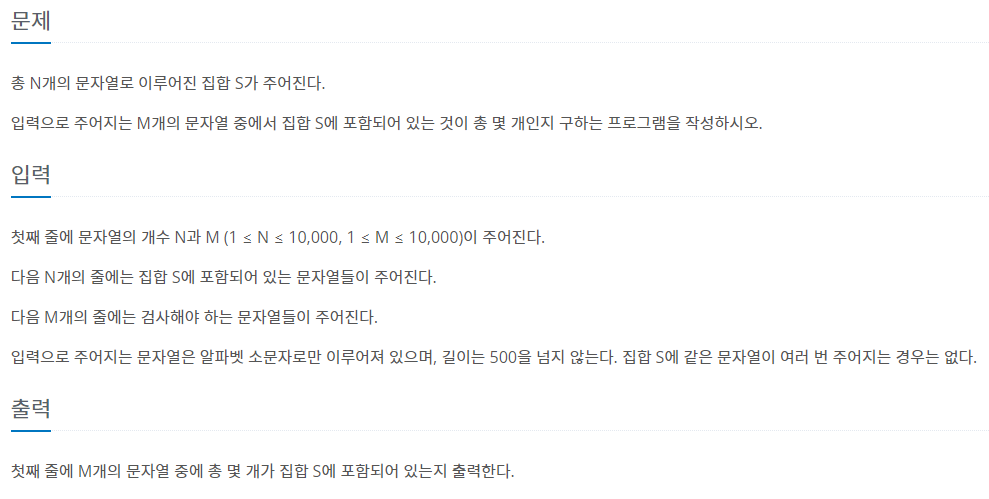 문제
총 N개의 문자열로 이루어진 집합 S가 주어진다.
입력으로 주어지는 M개의 문자열 중에서 집합 S에 포함되어 있는 것이 총 몇 개인지 구하는 프로그램을 작성하시오.
입력
첫째 줄에 문자열의 개수 N과 M (1 ≤ N ≤ 10,000, 1 ≤ M ≤ 10,000)이 주어진다.
다음 N개의 줄에는 집합 S에 포함되어 있는 문자열들이 주어진다.
다음 M개의 줄에는 검사해야 하는 문자열들이 주어진다.
입력으로 주어지는 문자열은 알파벳 소문자로만 이루어져 있으며, 길이는 500을 넘지 않는다. 집합 S에 같은 문자열이 여러 번 주어지는 경우는 없다.
출력
첫째 줄에 M개의 문자열 중에 총 몇 개가 집합 S에 포함되어 있는지 출력한다.